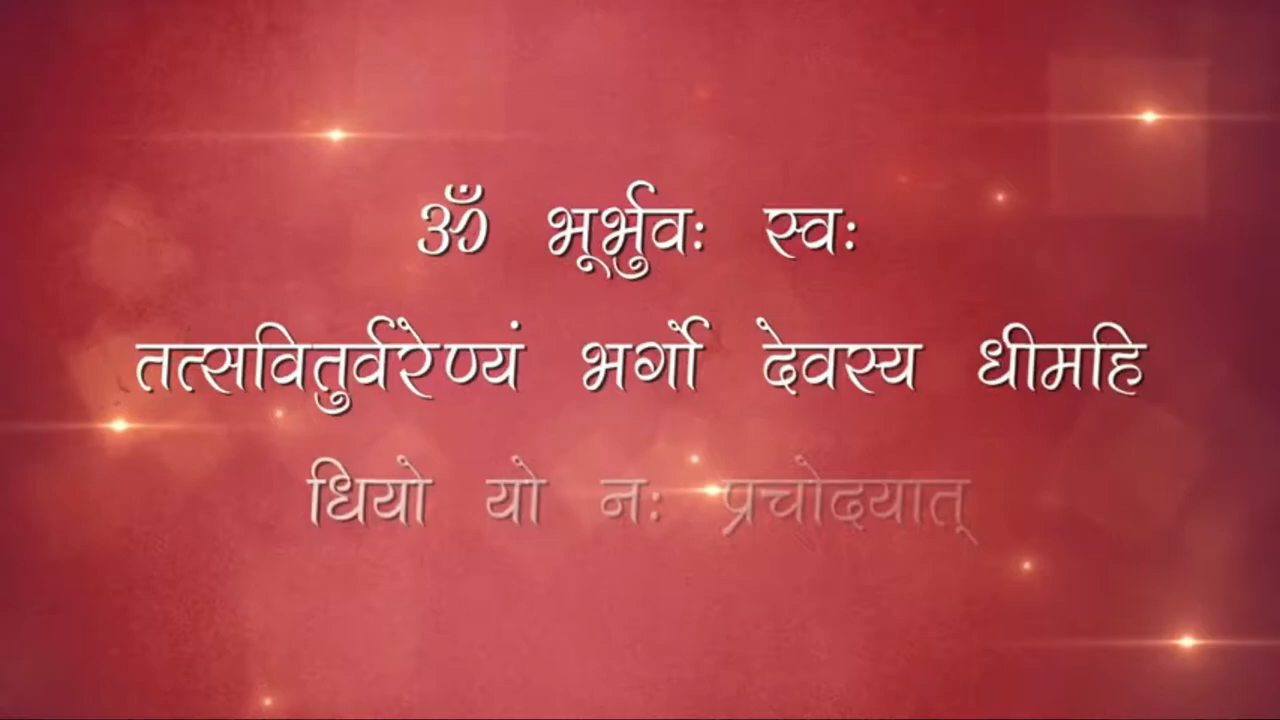 ॐ भूर्भुवः स्वः
तत्सवितुर्वरेण्यं भर्गो देवस्य धीमहि
धियो यो नः प्रचोदयात्